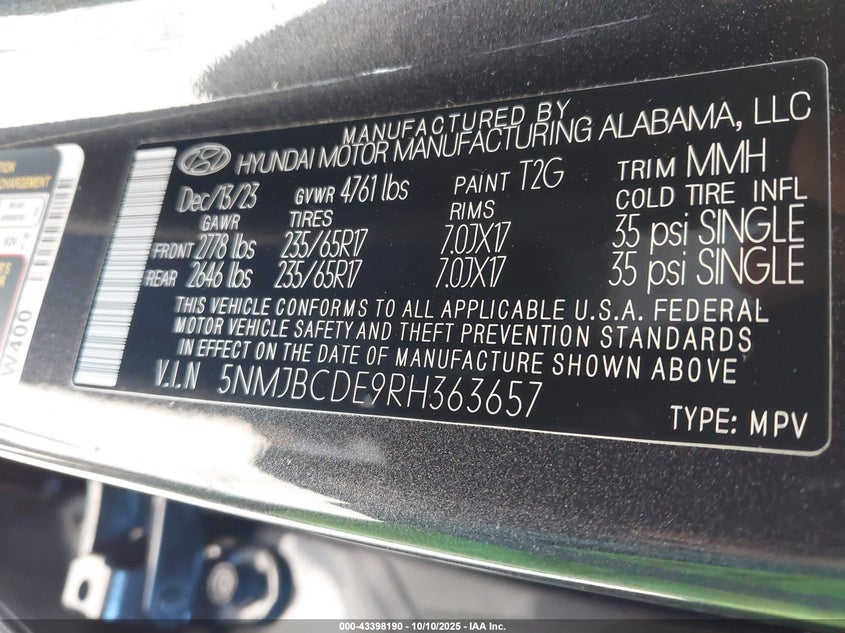 MANUFACTURED BY
HYUNDAI MOTOR MANUFACTURING ALABAMA, LLC
Dec/13/23 GVWR 4761 lbs PAINT T2G TRIM MMH
GAWR TIRES RIMS COLD TIRE INFL
FRONT 2778 lbs 235/65R17 7.0JX17 35 psi SINGLE
REAR 2646 lbs 235/65R17 7.0JX17 35 psi SINGLE
THIS VEHICLE CONFORMS TO ALL APPLICABLE U.S.A. FEDERAL
MOTOR VEHICLE SAFETY AND THEFT PREVENTION STANDARDS
IN EFFECT ON THE DATE OF MANUFACTURE SHOWN ABOVE
V.I.N 5NMJBCDE9RH363657
TYPE: MPV
CHARGEMENT
W400
000-43398190 - 10/10/2025 - IAA Inc.